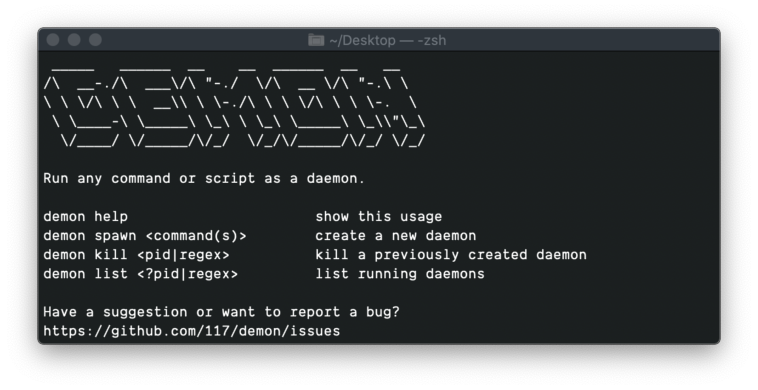 ~/Desktop — -zsh
DEMON
Run any command or script as a daemon.
demon help show this usage
demon spawn <command(s)> create a new daemon
demon kill <pid|regex> kill a previously created daemon
demon list <?pid|regex> list running daemons
Have a suggestion or want to report a bug?
https://github.com/117/demon/issues